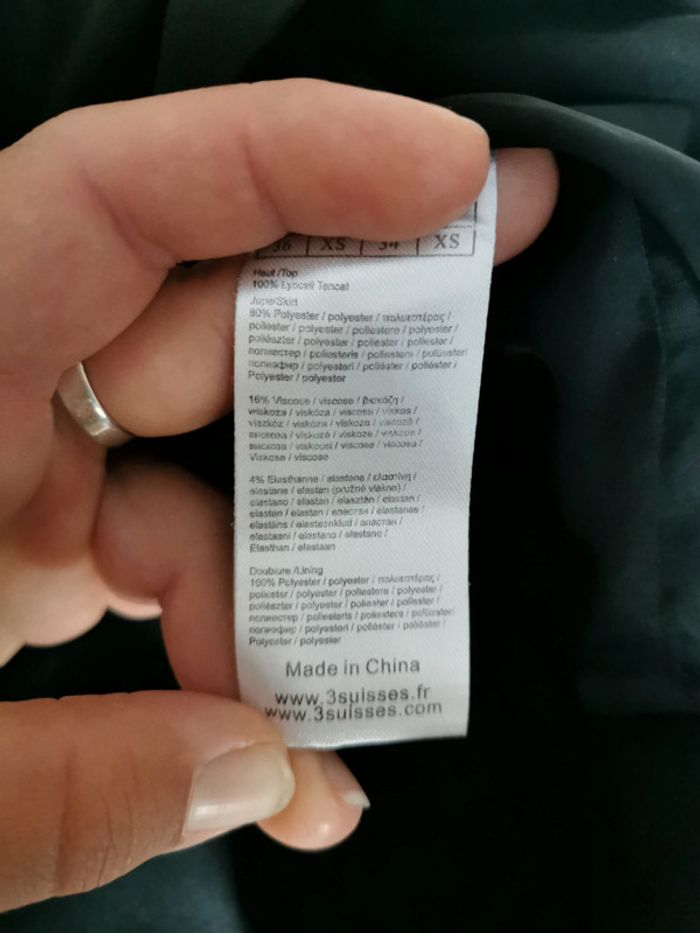 36 XS 34 XS
Haut /Top
100% Lyocell Tencel
Jupe/Skirt
80% Polyester / polyester / πολυεστέρας /
poliester / polyester / poliestere / polyester /
poliészter / polyester / poliester / poliester /
полиестер / poliesteris / poliesters / polüester/
полиэфир / polyesteri / poliéster / poliéster /
Polyester / polyester
16% Viscose / viscose / βισκόζη /
wiskoza / viskóza / viscosa / viskos /
viszkóz / viskóza / viskoza / viscoză /
вискоза / viskozė / viskoze / viskoos /
вискоза / viskoosi / viscosa / viscosa /
Viskose / viscose
4% Elasthanne / elastane / ελαστίνη /
elastane / elastan (pružné vlákno) /
elastano / elastan / elasztán / elastan /
elastan / elastan / еластан / elastanas /
elastāns / elastaankiud / эластан /
elastaani / elastano / elastano /
Elasthan / elastaan
Doublure /Lining
100% Polyester / polyester / πολυεστέρας /
poliester / polyester / poliestere / polyester /
poliészter / polyester / poliester / poliester /
полиестер / poliesteris / poliesters / polüester/
полиэфир / polyesteri / poliéster / poliéster /
Polyester / polyester
Made in China
www.3suisses.fr
www.3suisses.com